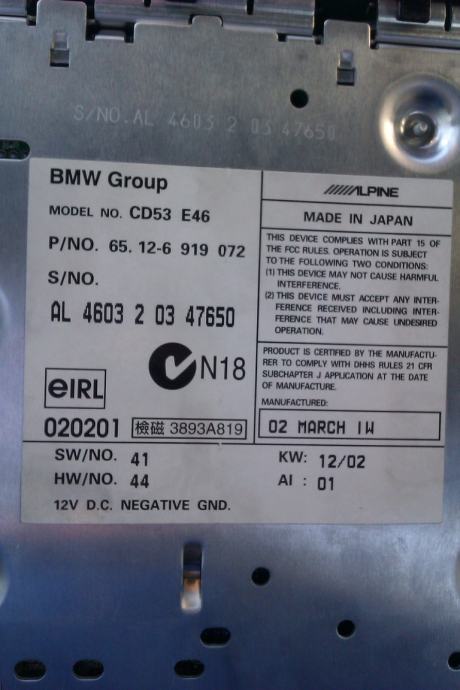 S/NO.AL 4603 2 03 47650
BMW Group
MODEL NO. CD53 E46
P/NO. 65. 12-6 919 072
S/NO.
AL 4603 2 03 47650
N18
eIRL
020201 檢磁 3893A819
ALPINE
MADE IN JAPAN
THIS DEVICE COMPLIES WITH PART 15 OF
THE FCC RULES. OPERATION IS SUBJECT
TO THE FOLLOWING TWO CONDITIONS:
(1) THIS DEVICE MAY NOT CAUSE HARMFUL
INTERFERENCE.
(2) THIS DEVICE MUST ACCEPT ANY INTER-
FERENCE RECEIVED INCLUDING INTER-
FERENCE THAT MAY CAUSE UNDESIRED
OPERATION.
PRODUCT IS CERTIFIED BY THE MANUFACTU-
RER TO COMPLY WITH DHHS RULES 21 CFR
SUBCHAPTER J APPLICATION AT THE DATE
OF MANUFACTURE.
MANUFACTURED:
02 MARCH 1W
SW/NO. 41
HW/NO. 44
12V D.C. NEGATIVE GND.
KW: 12/02
AI : 01